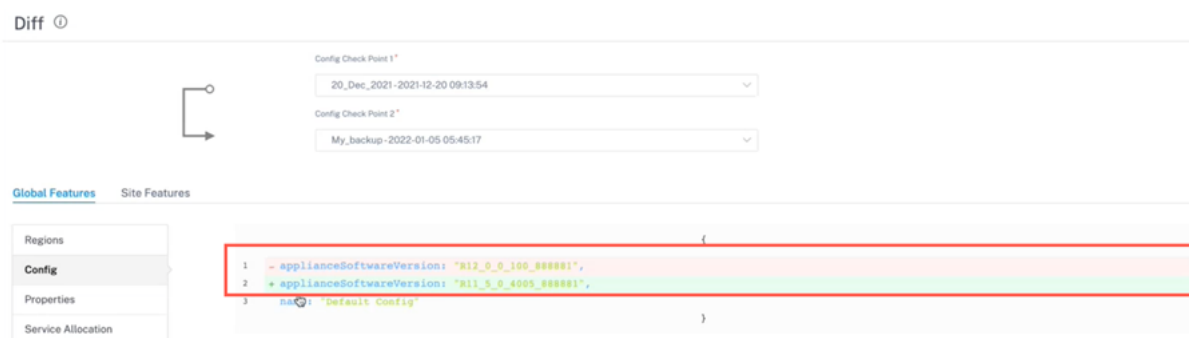 Diff
Config Check Point 1*
20_Dec_2021-2021-12-20 09:13:54
Config Check Point 2*
My_backup-2022-01-05 05:45:17
Global Features Site Features
Regions
Config
Properties
Service Allocation
{
1 - applianceSoftwareVersion: "R12_0_0_100_888881",
2 + applianceSoftwareVersion: "R11_5_0_4005_888881",
3 "Default Config"
}